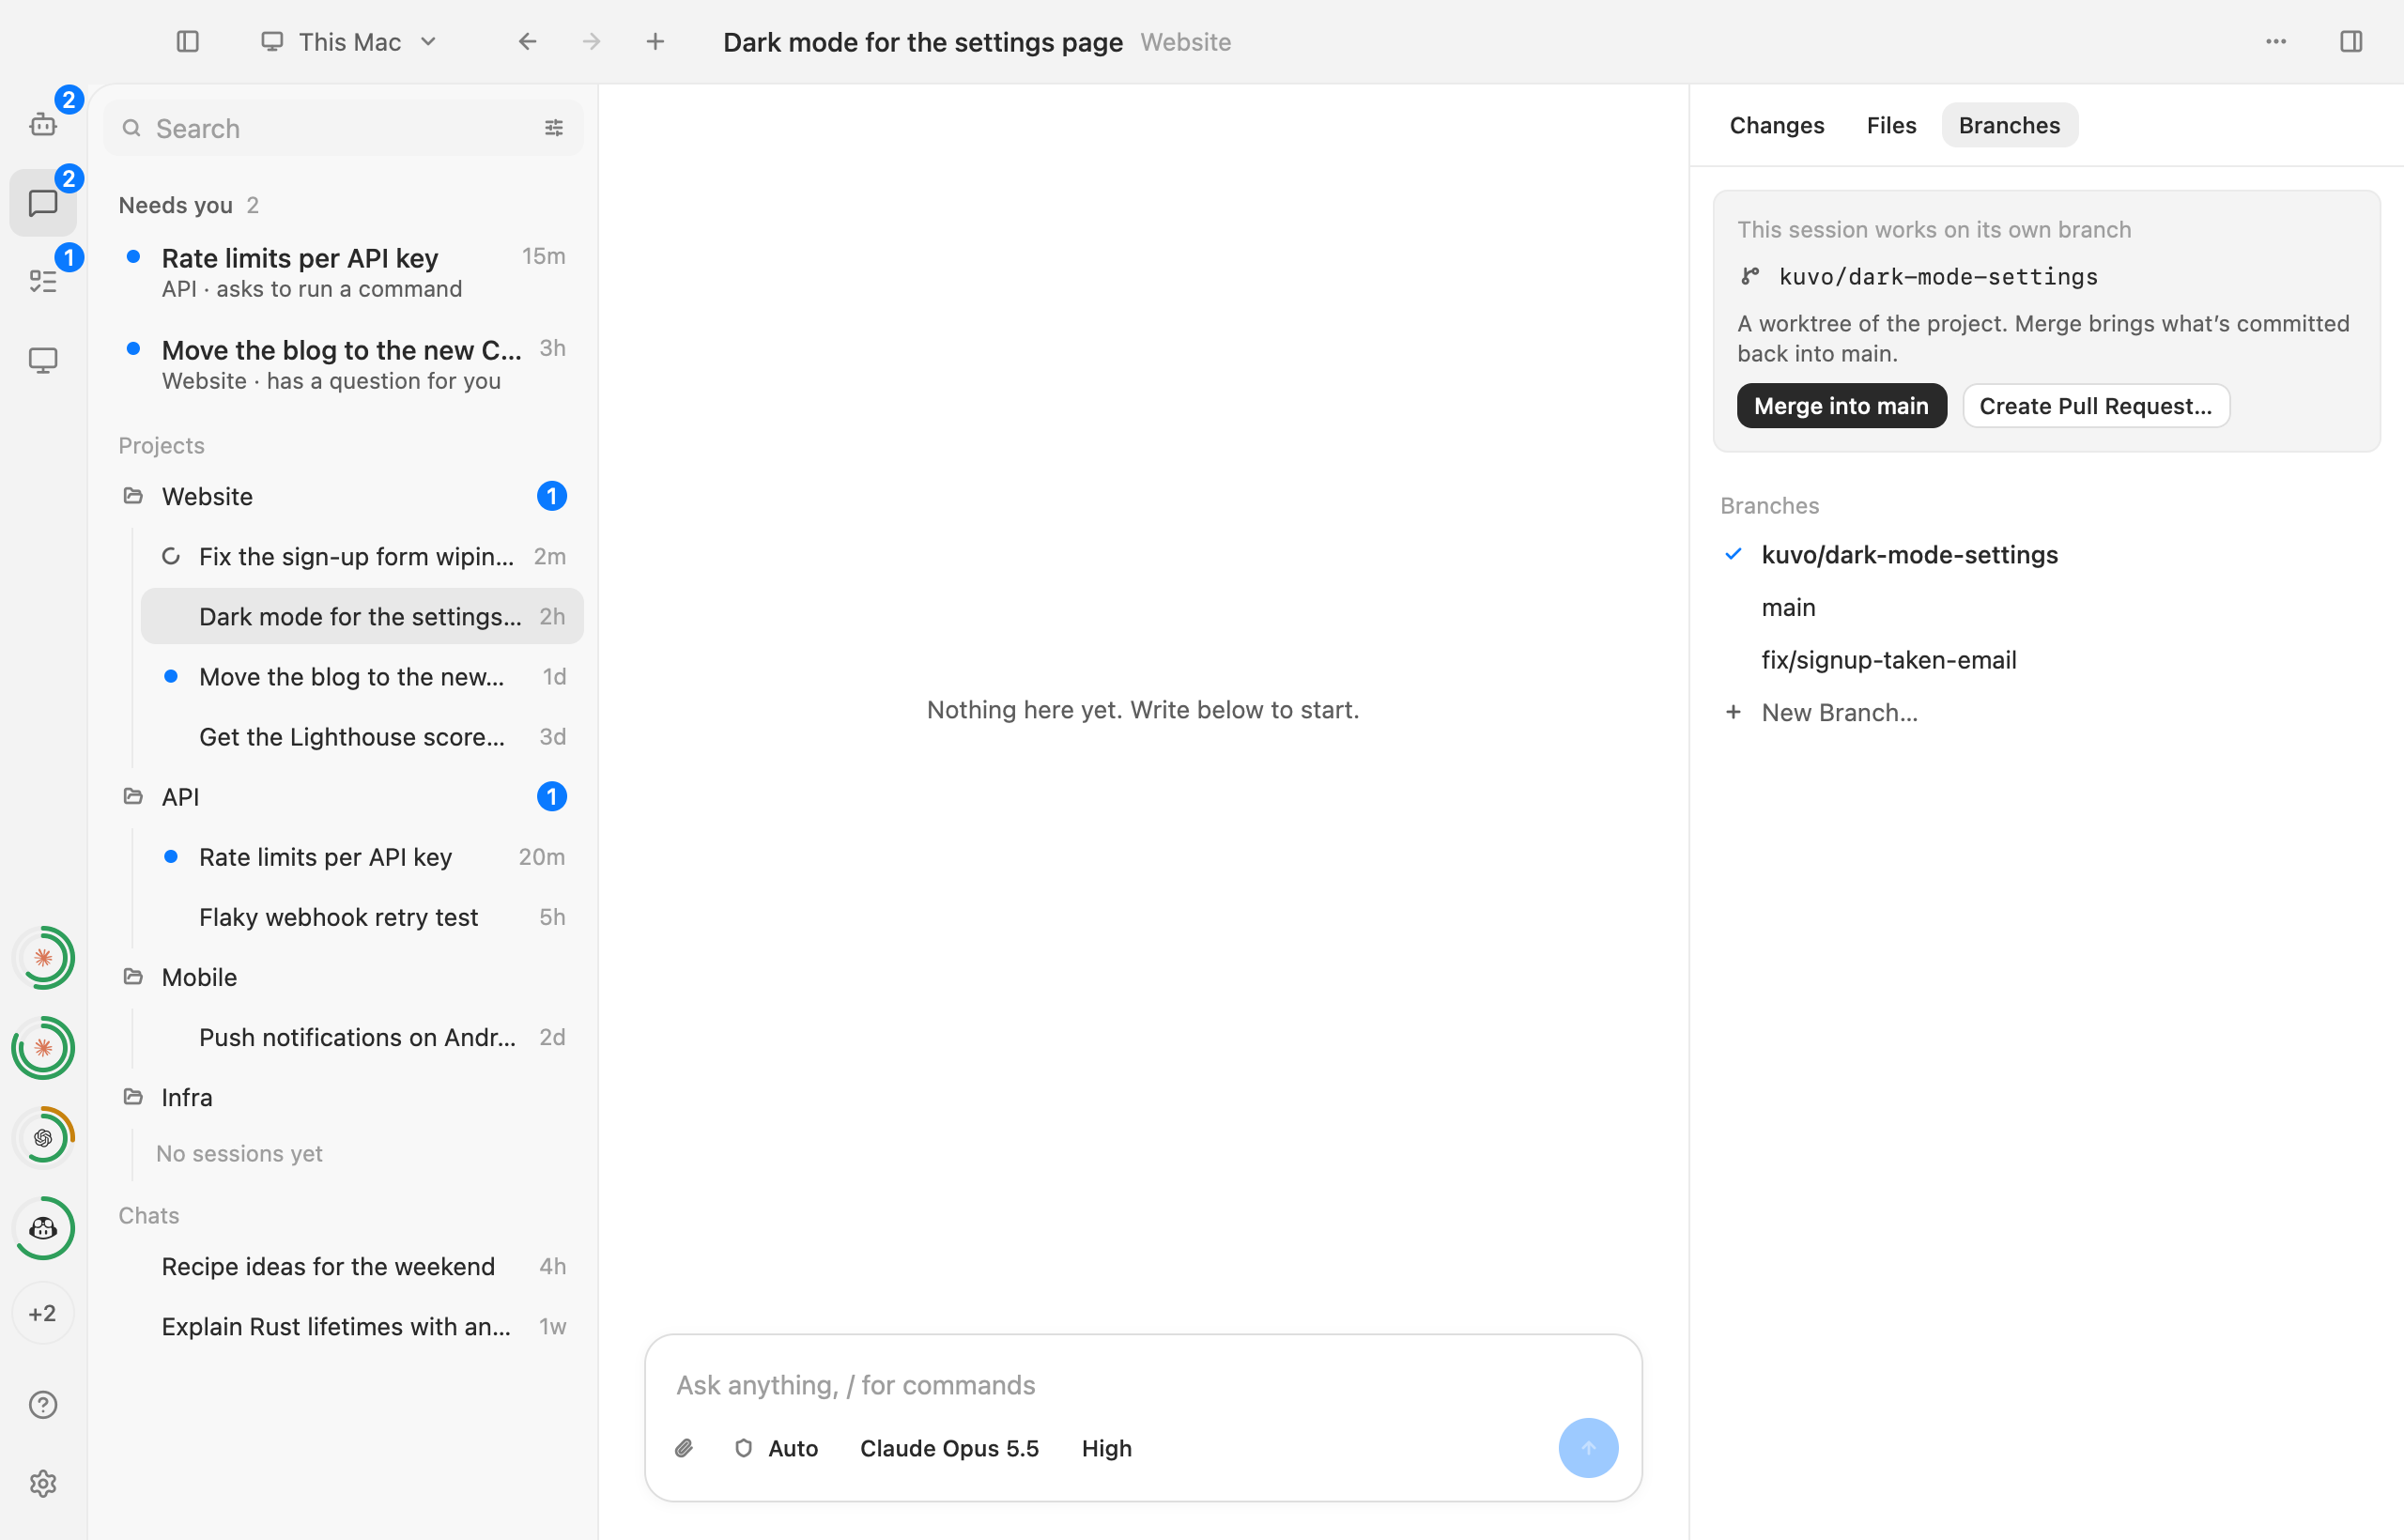 This Mac
Dark mode for the settings page Website
2
2
1
Search
Needs you 2
Rate limits per API key 15m
API · asks to run a command
Move the blog to the new C... 3h
Website · has a question for you
Projects
Website 1
Fix the sign-up form wipin... 2m
Dark mode for the settings... 2h
Move the blog to the new... 1d
Get the Lighthouse score... 3d
API 1
Rate limits per API key 20m
Flaky webhook retry test 5h
Mobile
Push notifications on Andr... 2d
Infra
No sessions yet
Chats
Recipe ideas for the weekend 4h
Explain Rust lifetimes with an... 1w
+2
Nothing here yet. Write below to start.
Ask anything, / for commands
Auto Claude Opus 5.5 High
Changes Files Branches
This session works on its own branch
kuvo/dark-mode-settings
A worktree of the project. Merge brings what’s committed
back into main.
Merge into main Create Pull Request...
Branches
kuvo/dark-mode-settings
main
fix/signup-taken-email
New Branch...